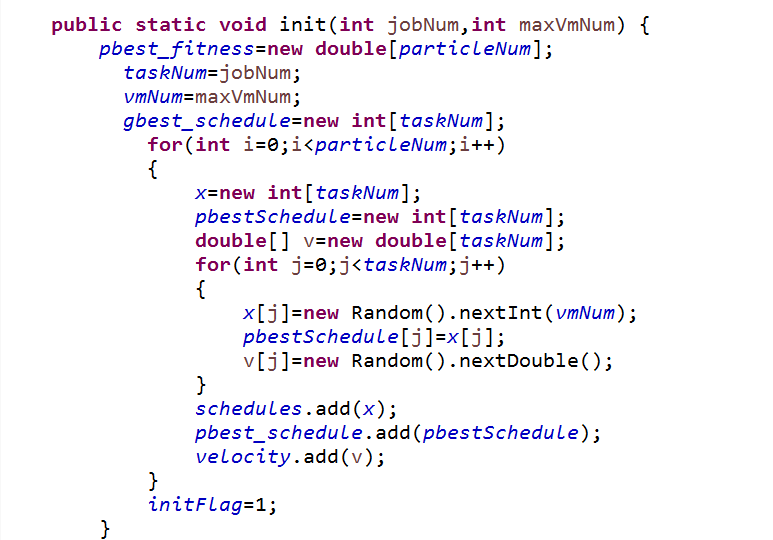 public static void init(int jobNum,int maxVmNum) {
pbest_fitness=new double[particleNum];
taskNum=jobNum;
vmNum=maxVmNum;
gbest_schedule=new int[taskNum];
for(int i=0;i<particleNum;i++)
{
x=new int[taskNum];
pbestSchedule=new int[taskNum];
double[] v=new double[taskNum];
for(int j=0;j<taskNum;j++)
{
x[j]=new Random().nextInt(vmNum);
pbestSchedule[j]=x[j];
v[j]=new Random().nextDouble();
}
schedules.add(x);
pbest_schedule.add(pbestSchedule);
velocity.add(v);
}
initFlag=1;
}